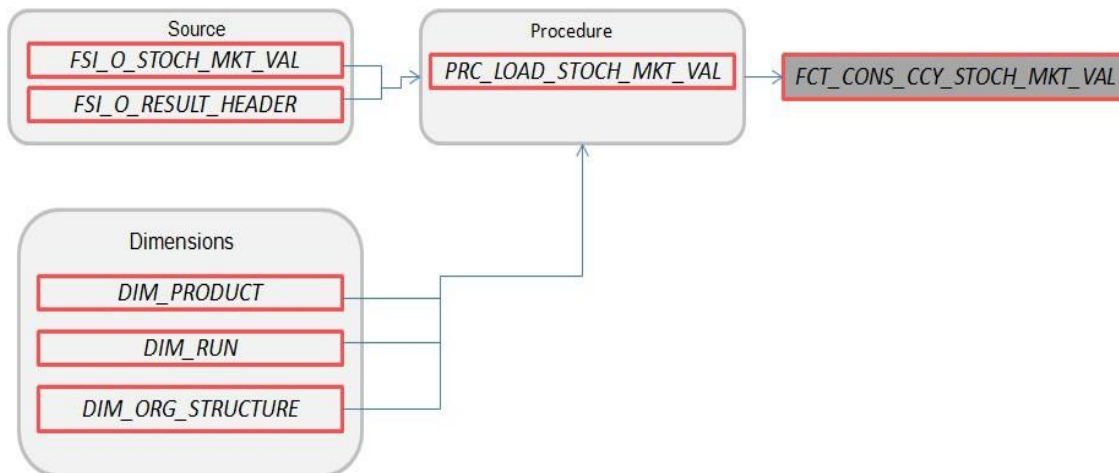 Source
FSI_O_STOCH_MKT_VAL
FSI_O_RESULT_HEADER
Procedure
PRC_LOAD_STOCH_MKT_VAL
FCT_CONS_CCY_STOCH_MKT_VAL
Dimensions
DIM_PRODUCT
DIM_RUN
DIM_ORG_STRUCTURE